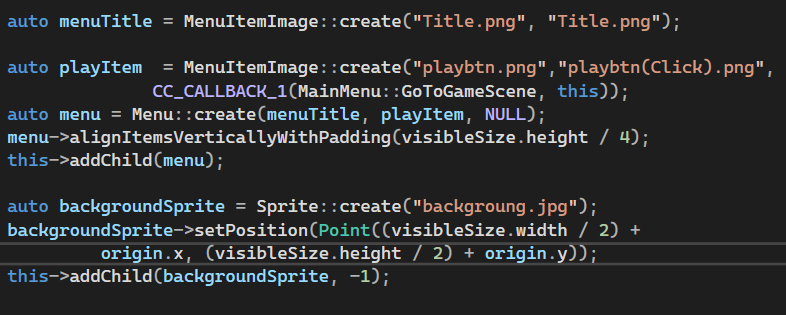 auto menuTitle = MenuItemImage::create("Title.png", "Title.png");
auto playItem  = MenuItemImage::create("playbtn.png","playbtn(Click).png",
CC_CALLBACK_1(MainMenu::GoToGameScene, this));
auto menu = Menu::create(menuTitle, playItem, NULL);
menu->alignItemsVerticallyWithPadding(visibleSize.height / 4);
this->addChild(menu);
auto backgroundSprite = Sprite::create("backgroung.jpg");
backgroundSprite->setPosition(Point((visibleSize.width / 2) +
origin.x, (visibleSize.height / 2) + origin.y));
this->addChild(backgroundSprite, -1);